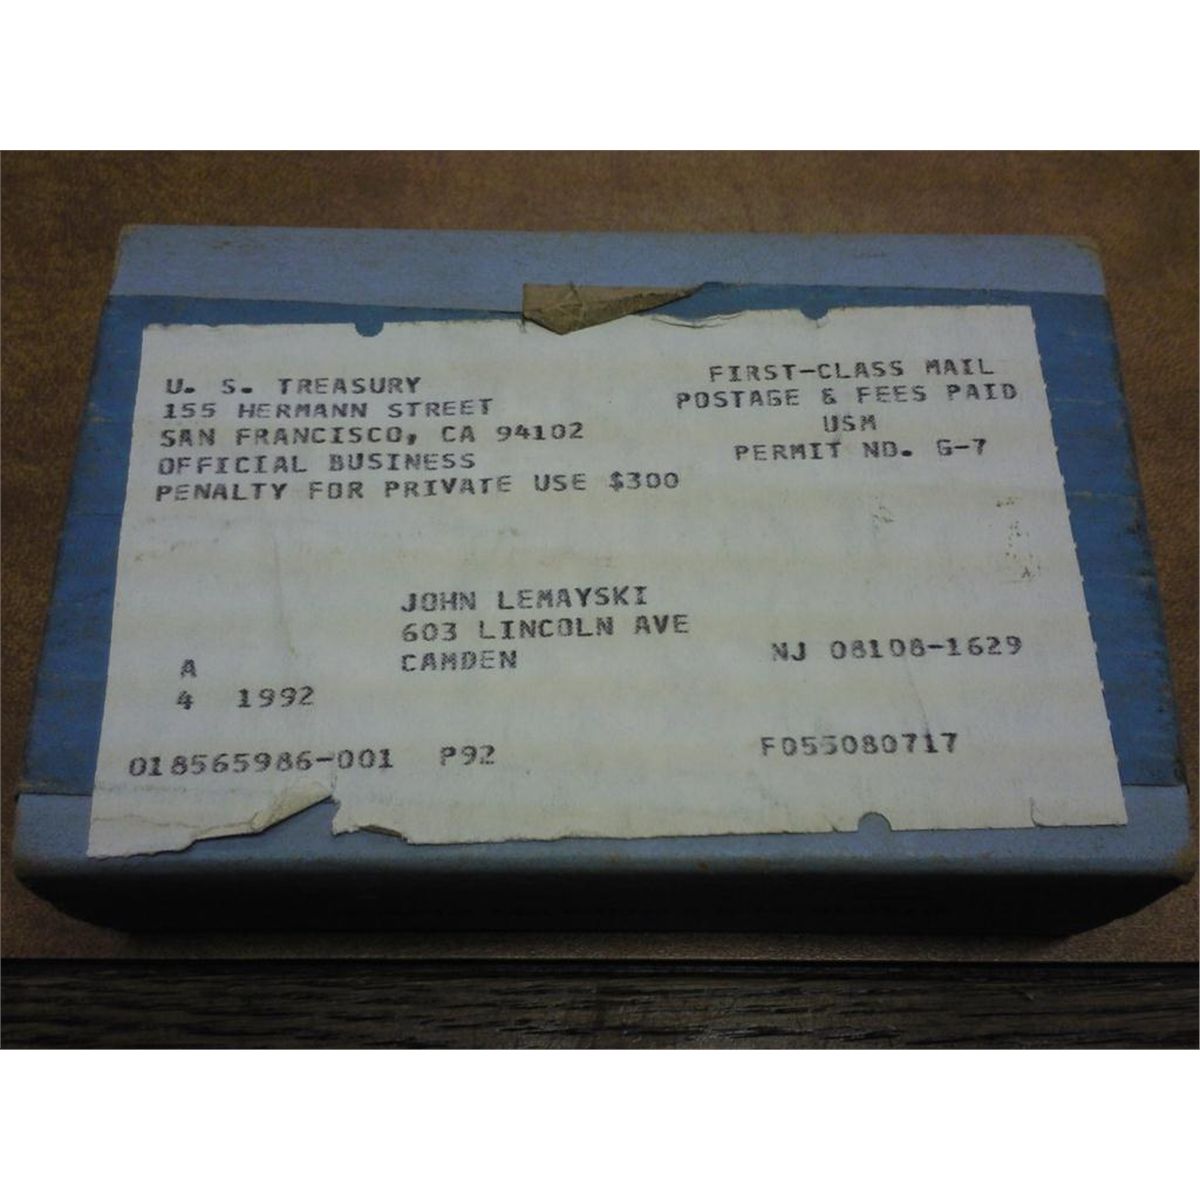 U. S. TREASURY
155 HERMANN STREET
SAN FRANCISCO, CA 94102
OFFICIAL BUSINESS
PENALTY FOR PRIVATE USE $300
FIRST-CLASS MAIL
POSTAGE & FEES PAID
USM
PERMIT NO. G-7
JOHN LEMAYSKI
603 LINCOLN AVE
CAMDEN NJ 08108-1629
A
4 1992
018565986-001 P92 F055080717